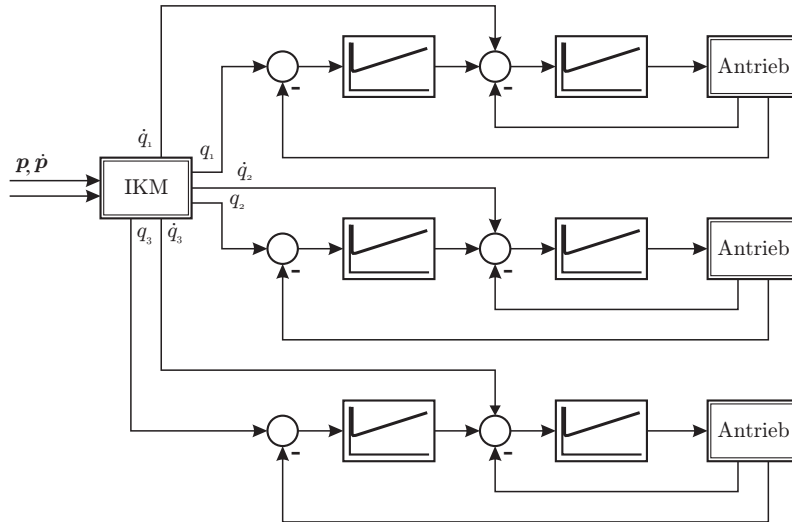 Antrieb
q̇₁
q₁
p, ṗ
IKM
q̇₂
q₂
q₃
q̇₃
Antrieb
Antrieb